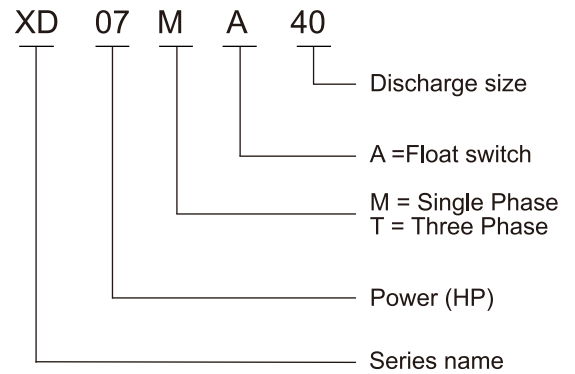 XD 07 M A 40
Discharge size
A =Float switch
M = Single Phase
T = Three Phase
Power (HP)
Series name